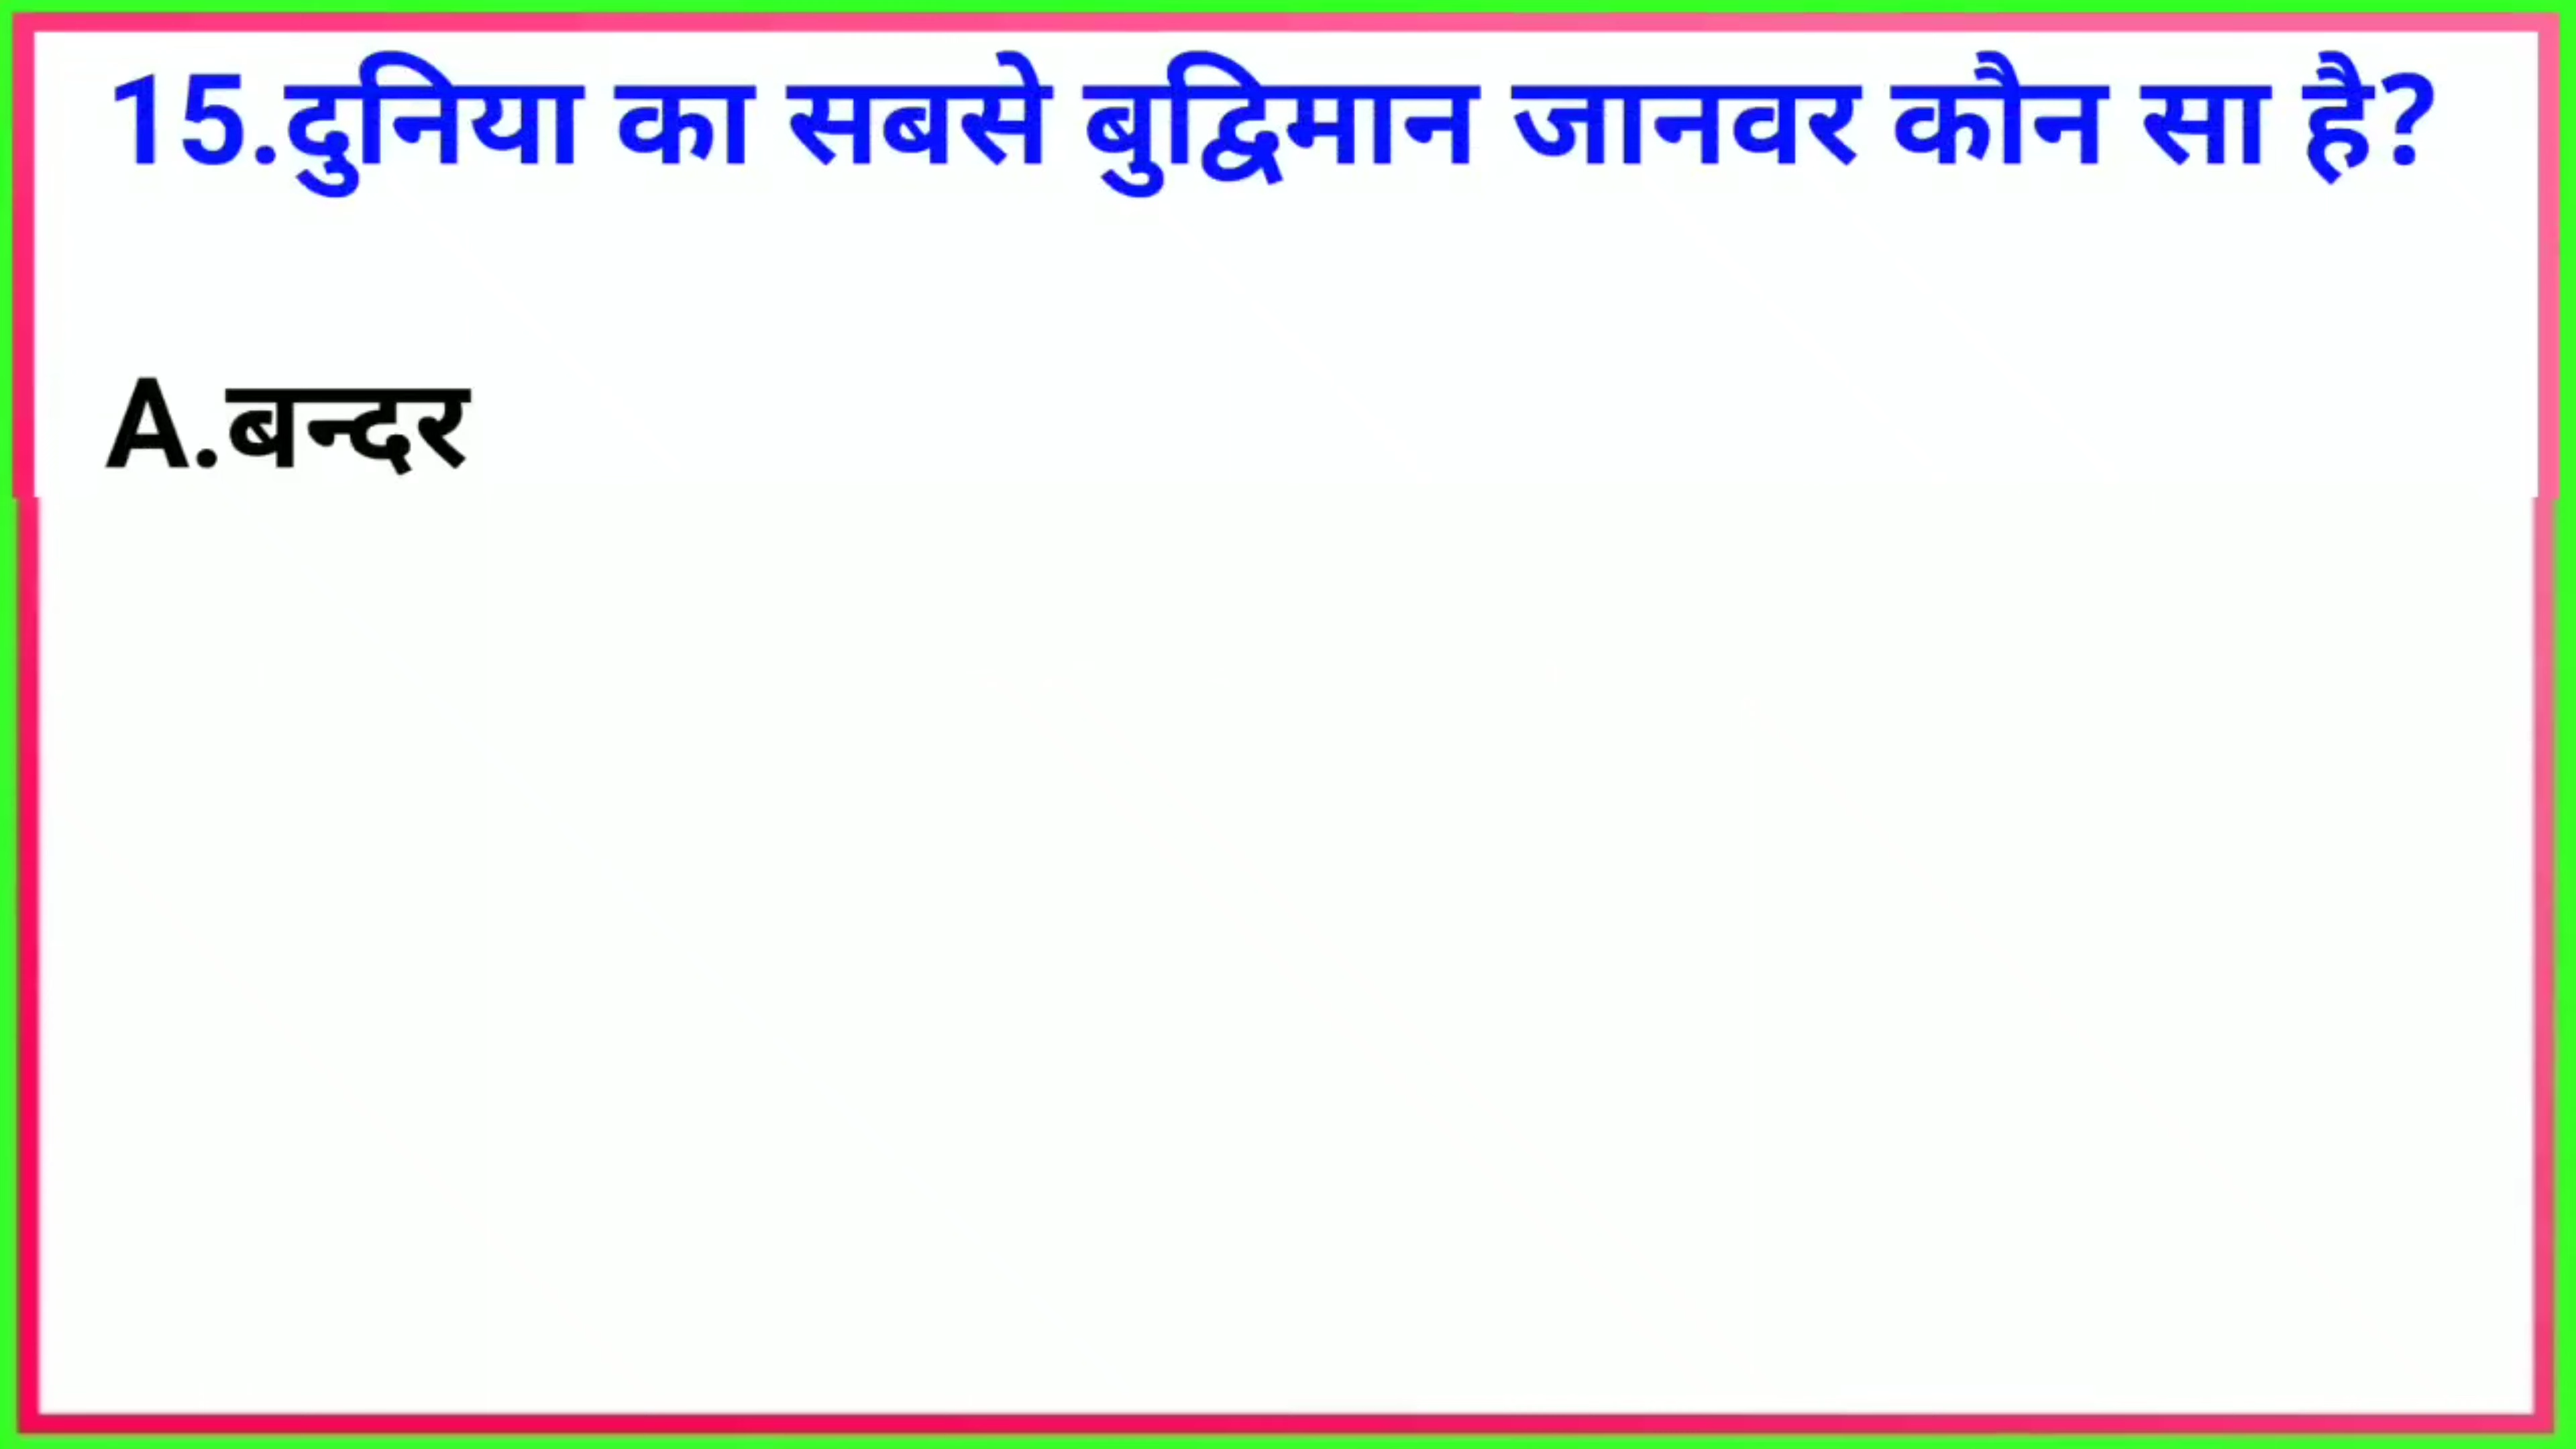 15.दुनिया का सबसे बुद्विमान जानवर कौन सा है?
A.बन्दर